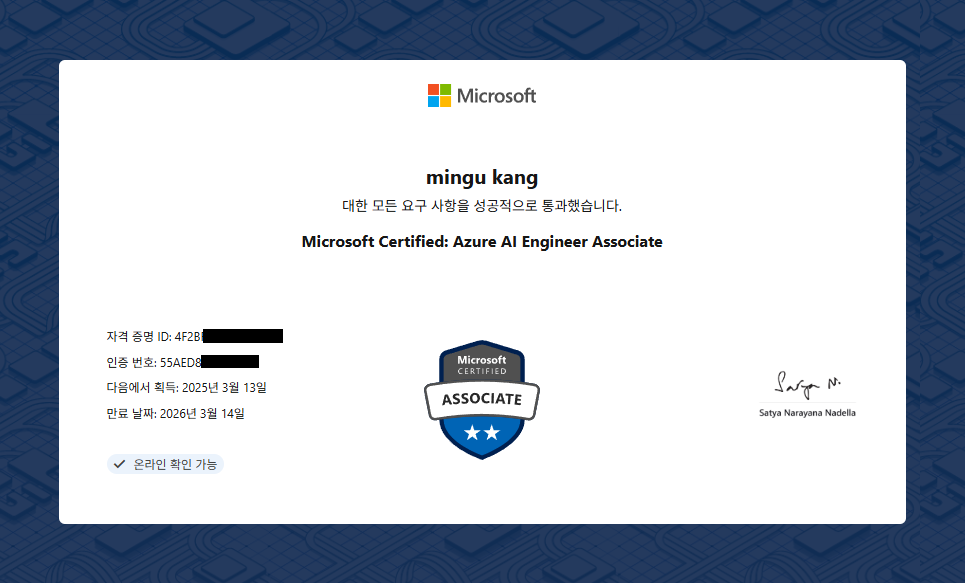 Microsoft
mingu kang
대한 모든 요구 사항을 성공적으로 통과했습니다.
Microsoft Certified: Azure AI Engineer Associate
자격 증명 ID: 4F2B
인증 번호: 55AED8
다음에서 획득: 2025년 3월 13일
만료 날짜: 2026년 3월 14일
온라인 확인 가능
Microsoft
CERTIFIED
ASSOCIATE
Satya N.
Satya Narayana Nadella